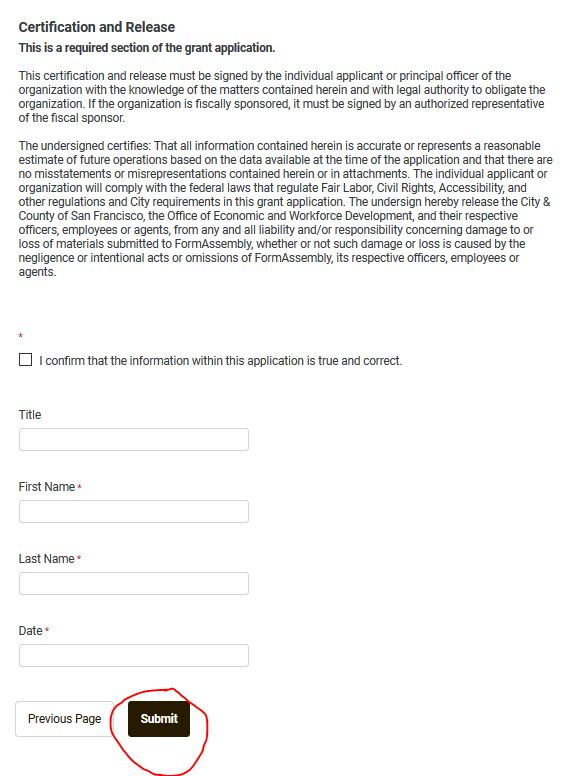 Certification and Release
This is a required section of the grant application.
This certification and release must be signed by the individual applicant or principal officer of the
organization with the knowledge of the matters contained herein and with legal authority to obligate the
organization. If the organization is fiscally sponsored, it must be signed by an authorized representative
of the fiscal sponsor.
The undersigned certifies: That all information contained herein is accurate or represents a reasonable
estimate of future operations based on the data available at the time of the application and that there are
no misstatements or misrepresentations contained herein or in attachments. The individual applicant or
organization will comply with the federal laws that regulate Fair Labor, Civil Rights, Accessibility, and
other regulations and City requirements in this grant application. The undersign hereby release the City &
County of San Francisco, the Office of Economic and Workforce Development, and their respective
officers, employees or agents, from any and all liability and/or responsibility concerning damage to or
loss of materials submitted to FormAssembly, whether or not such damage or loss is caused by the
negligence or intentional acts or omissions of FormAssembly, its respective officers, employees or
agents.
*
I confirm that the information within this application is true and correct.
Title
First Name *
Last Name *
Date *
Previous Page Submit